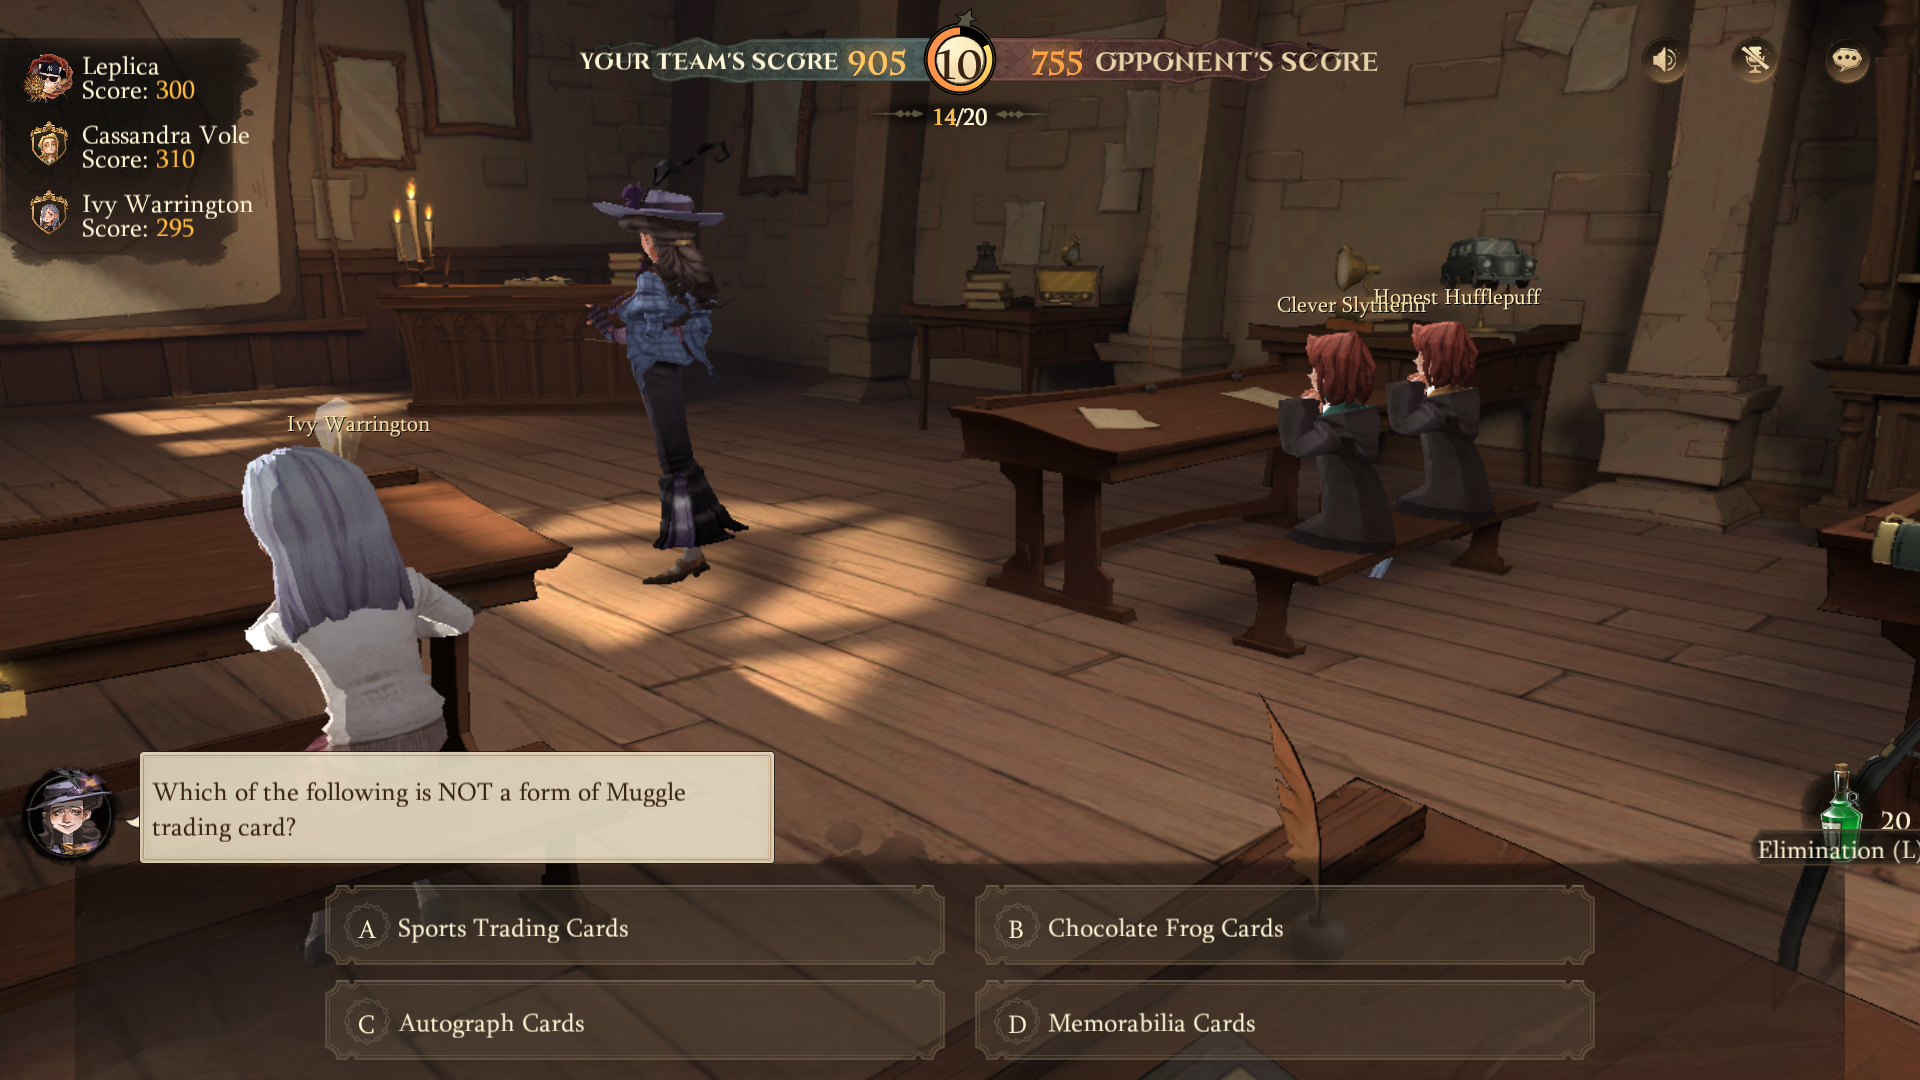 Leplica
Score: 300
Cassandra Vole
Score: 310
Ivy Warrington
Score: 295
YOUR TEAM'S SCORE 905 10 755 OPPONENT'S SCORE
14/20
Clever Slytherin
Honest Hufflepuff
Ivy Warrington
Which of the following is NOT a form of Muggle
trading card?
20
Elimination (L)
A Sports Trading Cards
B Chocolate Frog Cards
C Autograph Cards
D Memorabilia Cards